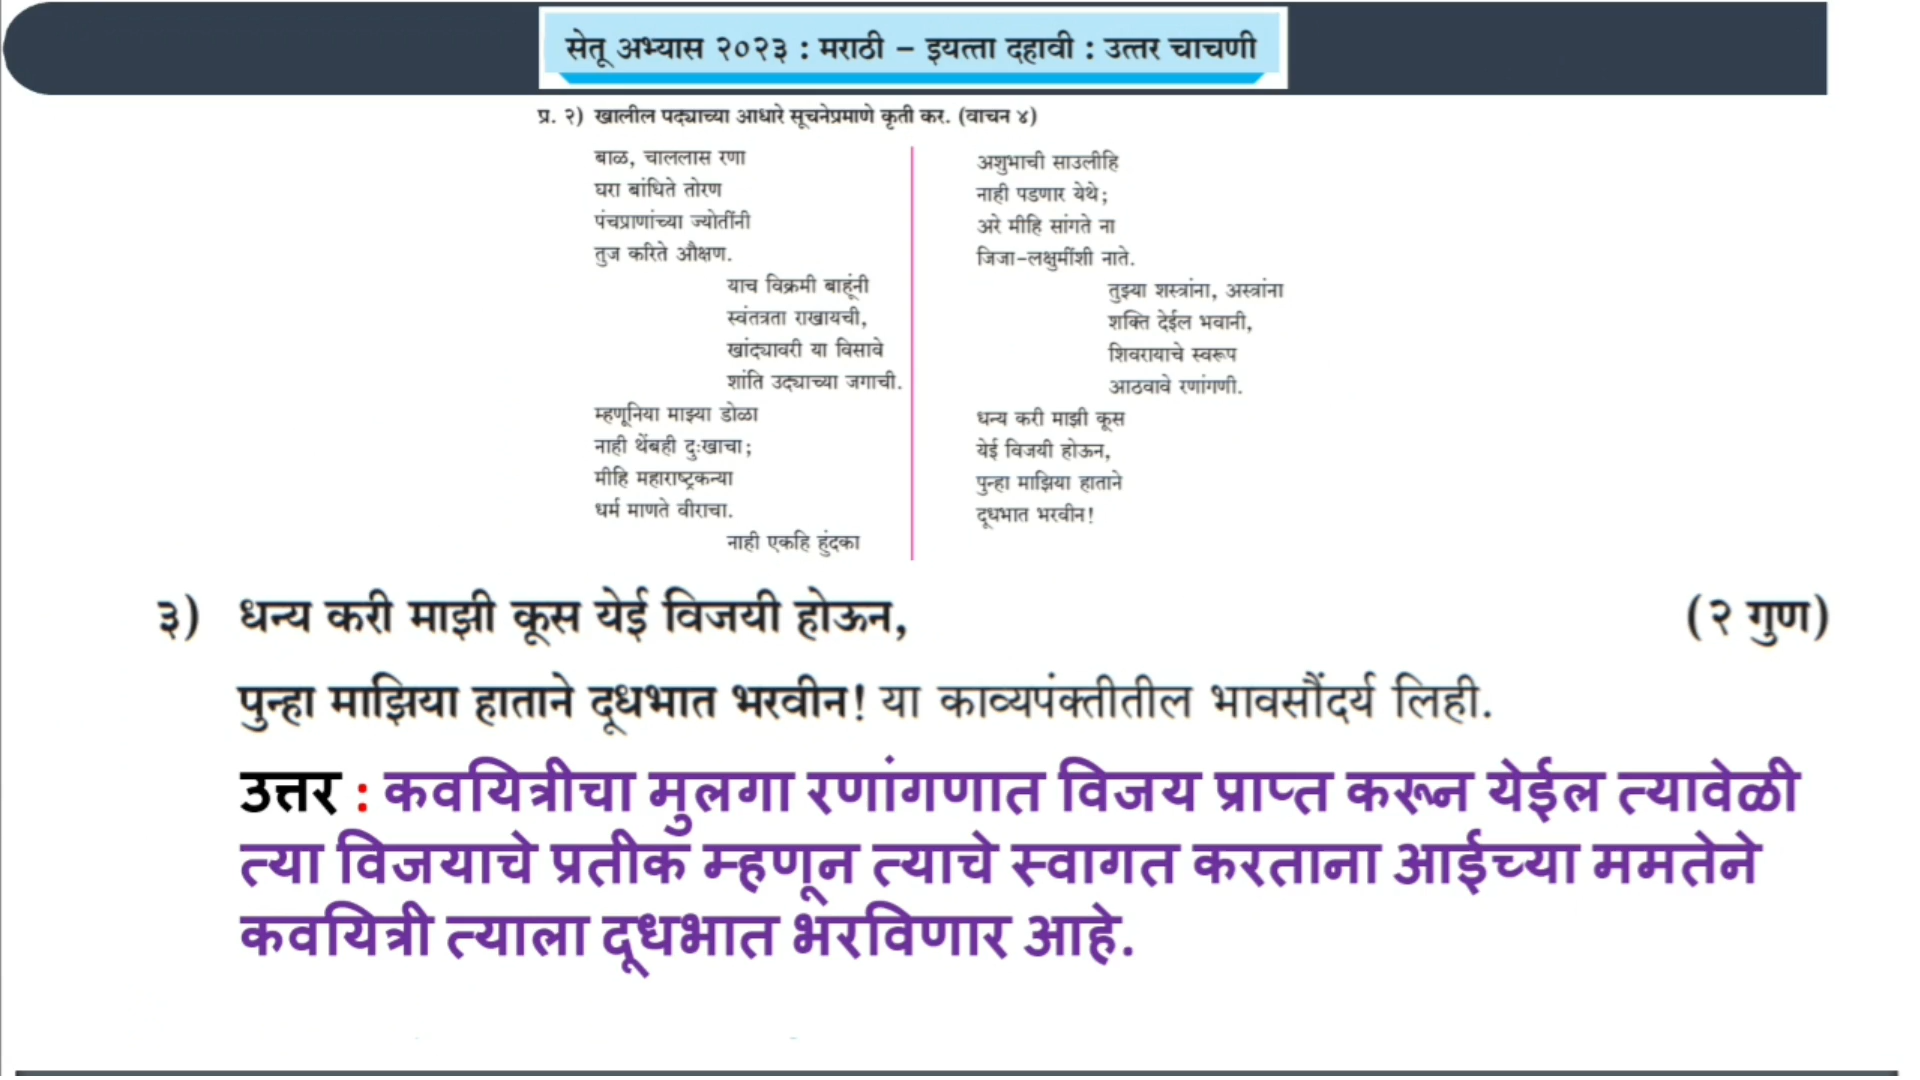 सेतू अभ्यास २०२३ : मराठी – इयत्ता दहावी : उत्तर चाचणी
प्र. २) खालील पद्याच्या आधारे सूचनेप्रमाणे कृती कर. (वाचन ४)
बाळ, चाललास रणा
घरा बांधिते तोरण
पंचप्राणांच्या ज्योतींनी
तुज करिते औक्षण.
याच विक्रमी बाहूंनी
स्वंतत्रता राखायची,
खांद्यावरी या विसावे
शांति उद्याच्या जगाची.
म्हणूनिया माझ्या डोळा
नाही थेंबही दुःखाचा;
मीहि महाराष्ट्रकन्या
धर्म माणते वीराचा.
नाही एकहि हुंदका
अशुभाची साउलीहि
नाही पडणार येथे;
अरे मीहि सांगते ना
जिजा-लक्षुमींशी नाते.
तुझ्या शस्त्रांना, अस्त्रांना
शक्ति देईल भवानी,
शिवरायाचे स्वरूप
आठवावे रणांगणी.
धन्य करी माझी कूस
येई विजयी होऊन,
पुन्हा माझिया हाताने
दूधभात भरवीन!
३) धन्य करी माझी कूस येई विजयी होऊन, (२ गुण)
पुन्हा माझिया हाताने दूधभात भरवीन! या काव्यपंक्तीतील भावसौंदर्य लिही.
उत्तर : कवयित्रीचा मुलगा रणांगणात विजय प्राप्त करून येईल त्यावेळी
त्या विजयाचे प्रतीक म्हणून त्याचे स्वागत करताना आईच्या ममतेने
कवयित्री त्याला दूधभात भरविणार आहे.